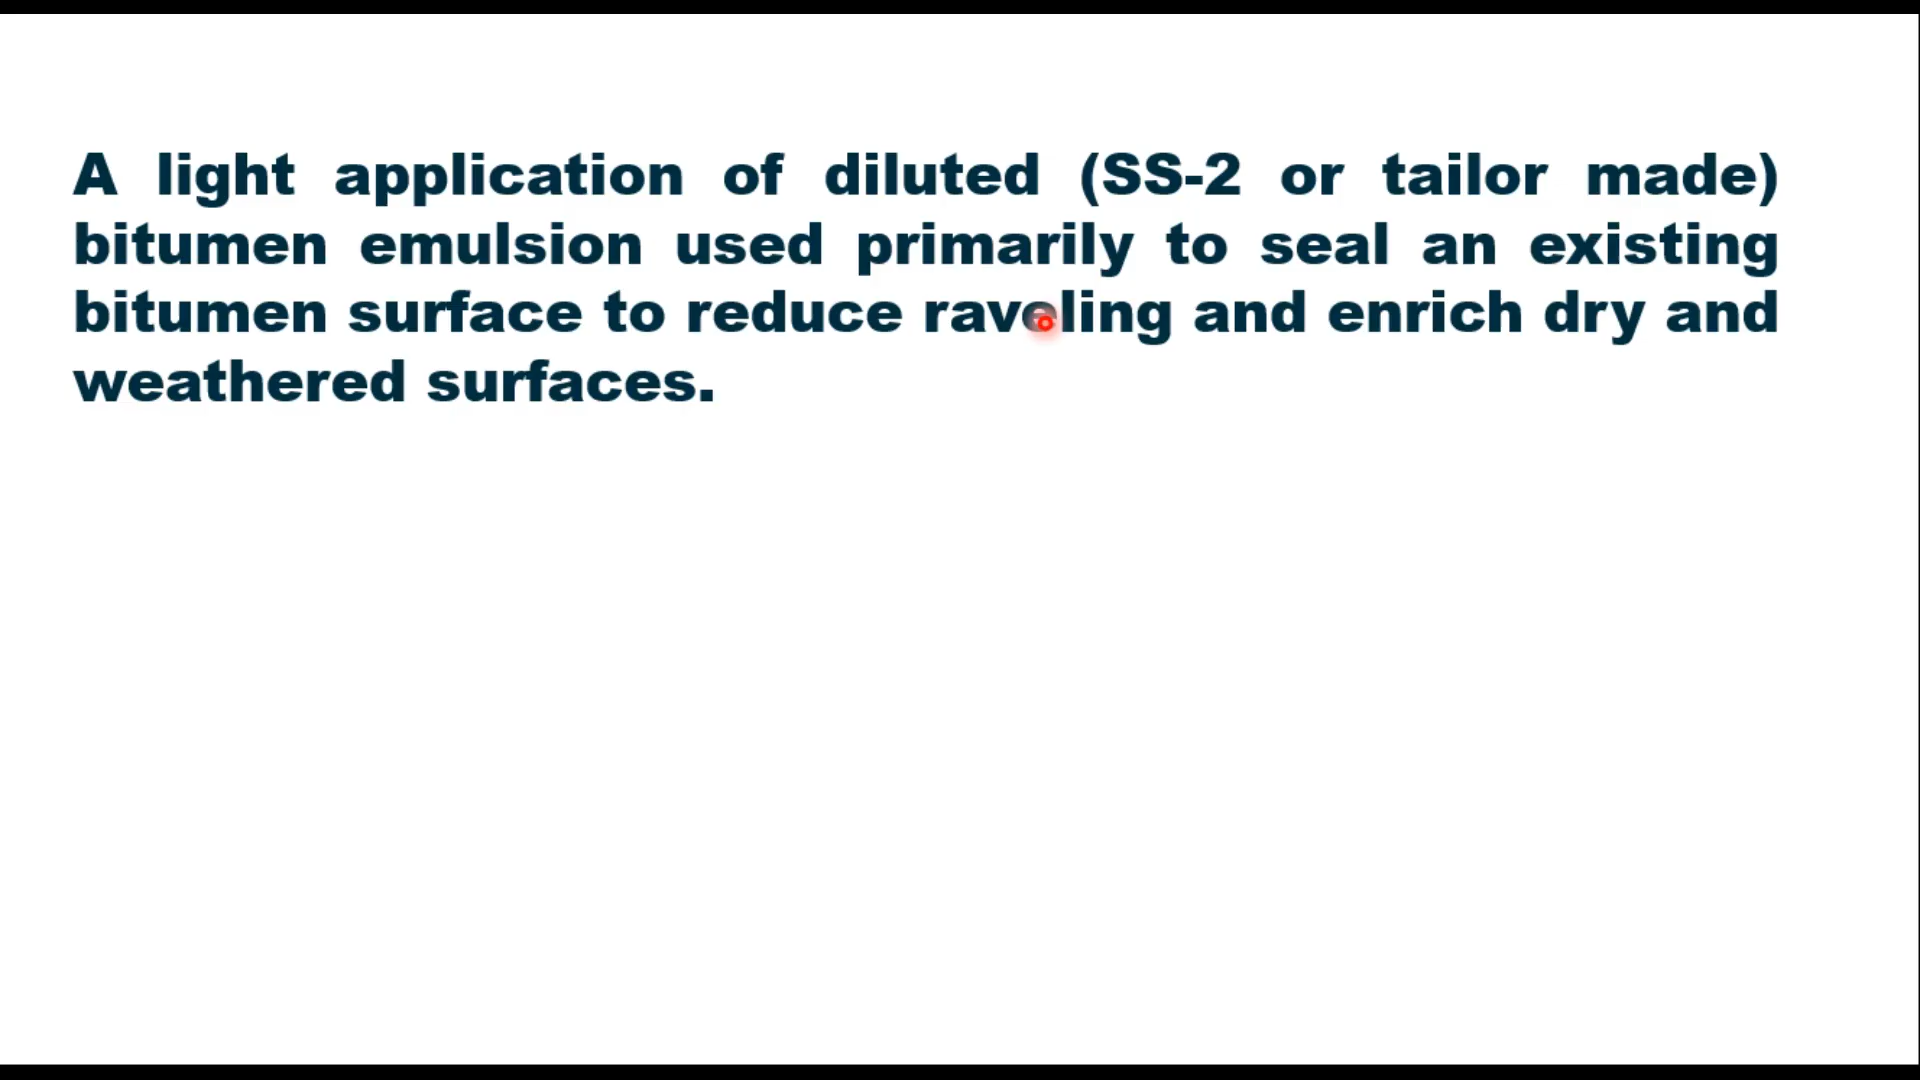 A light application of diluted (SS-2 or tailor made)
bitumen emulsion used primarily to seal an existing
bitumen surface to reduce raveling and enrich dry and
weathered surfaces.